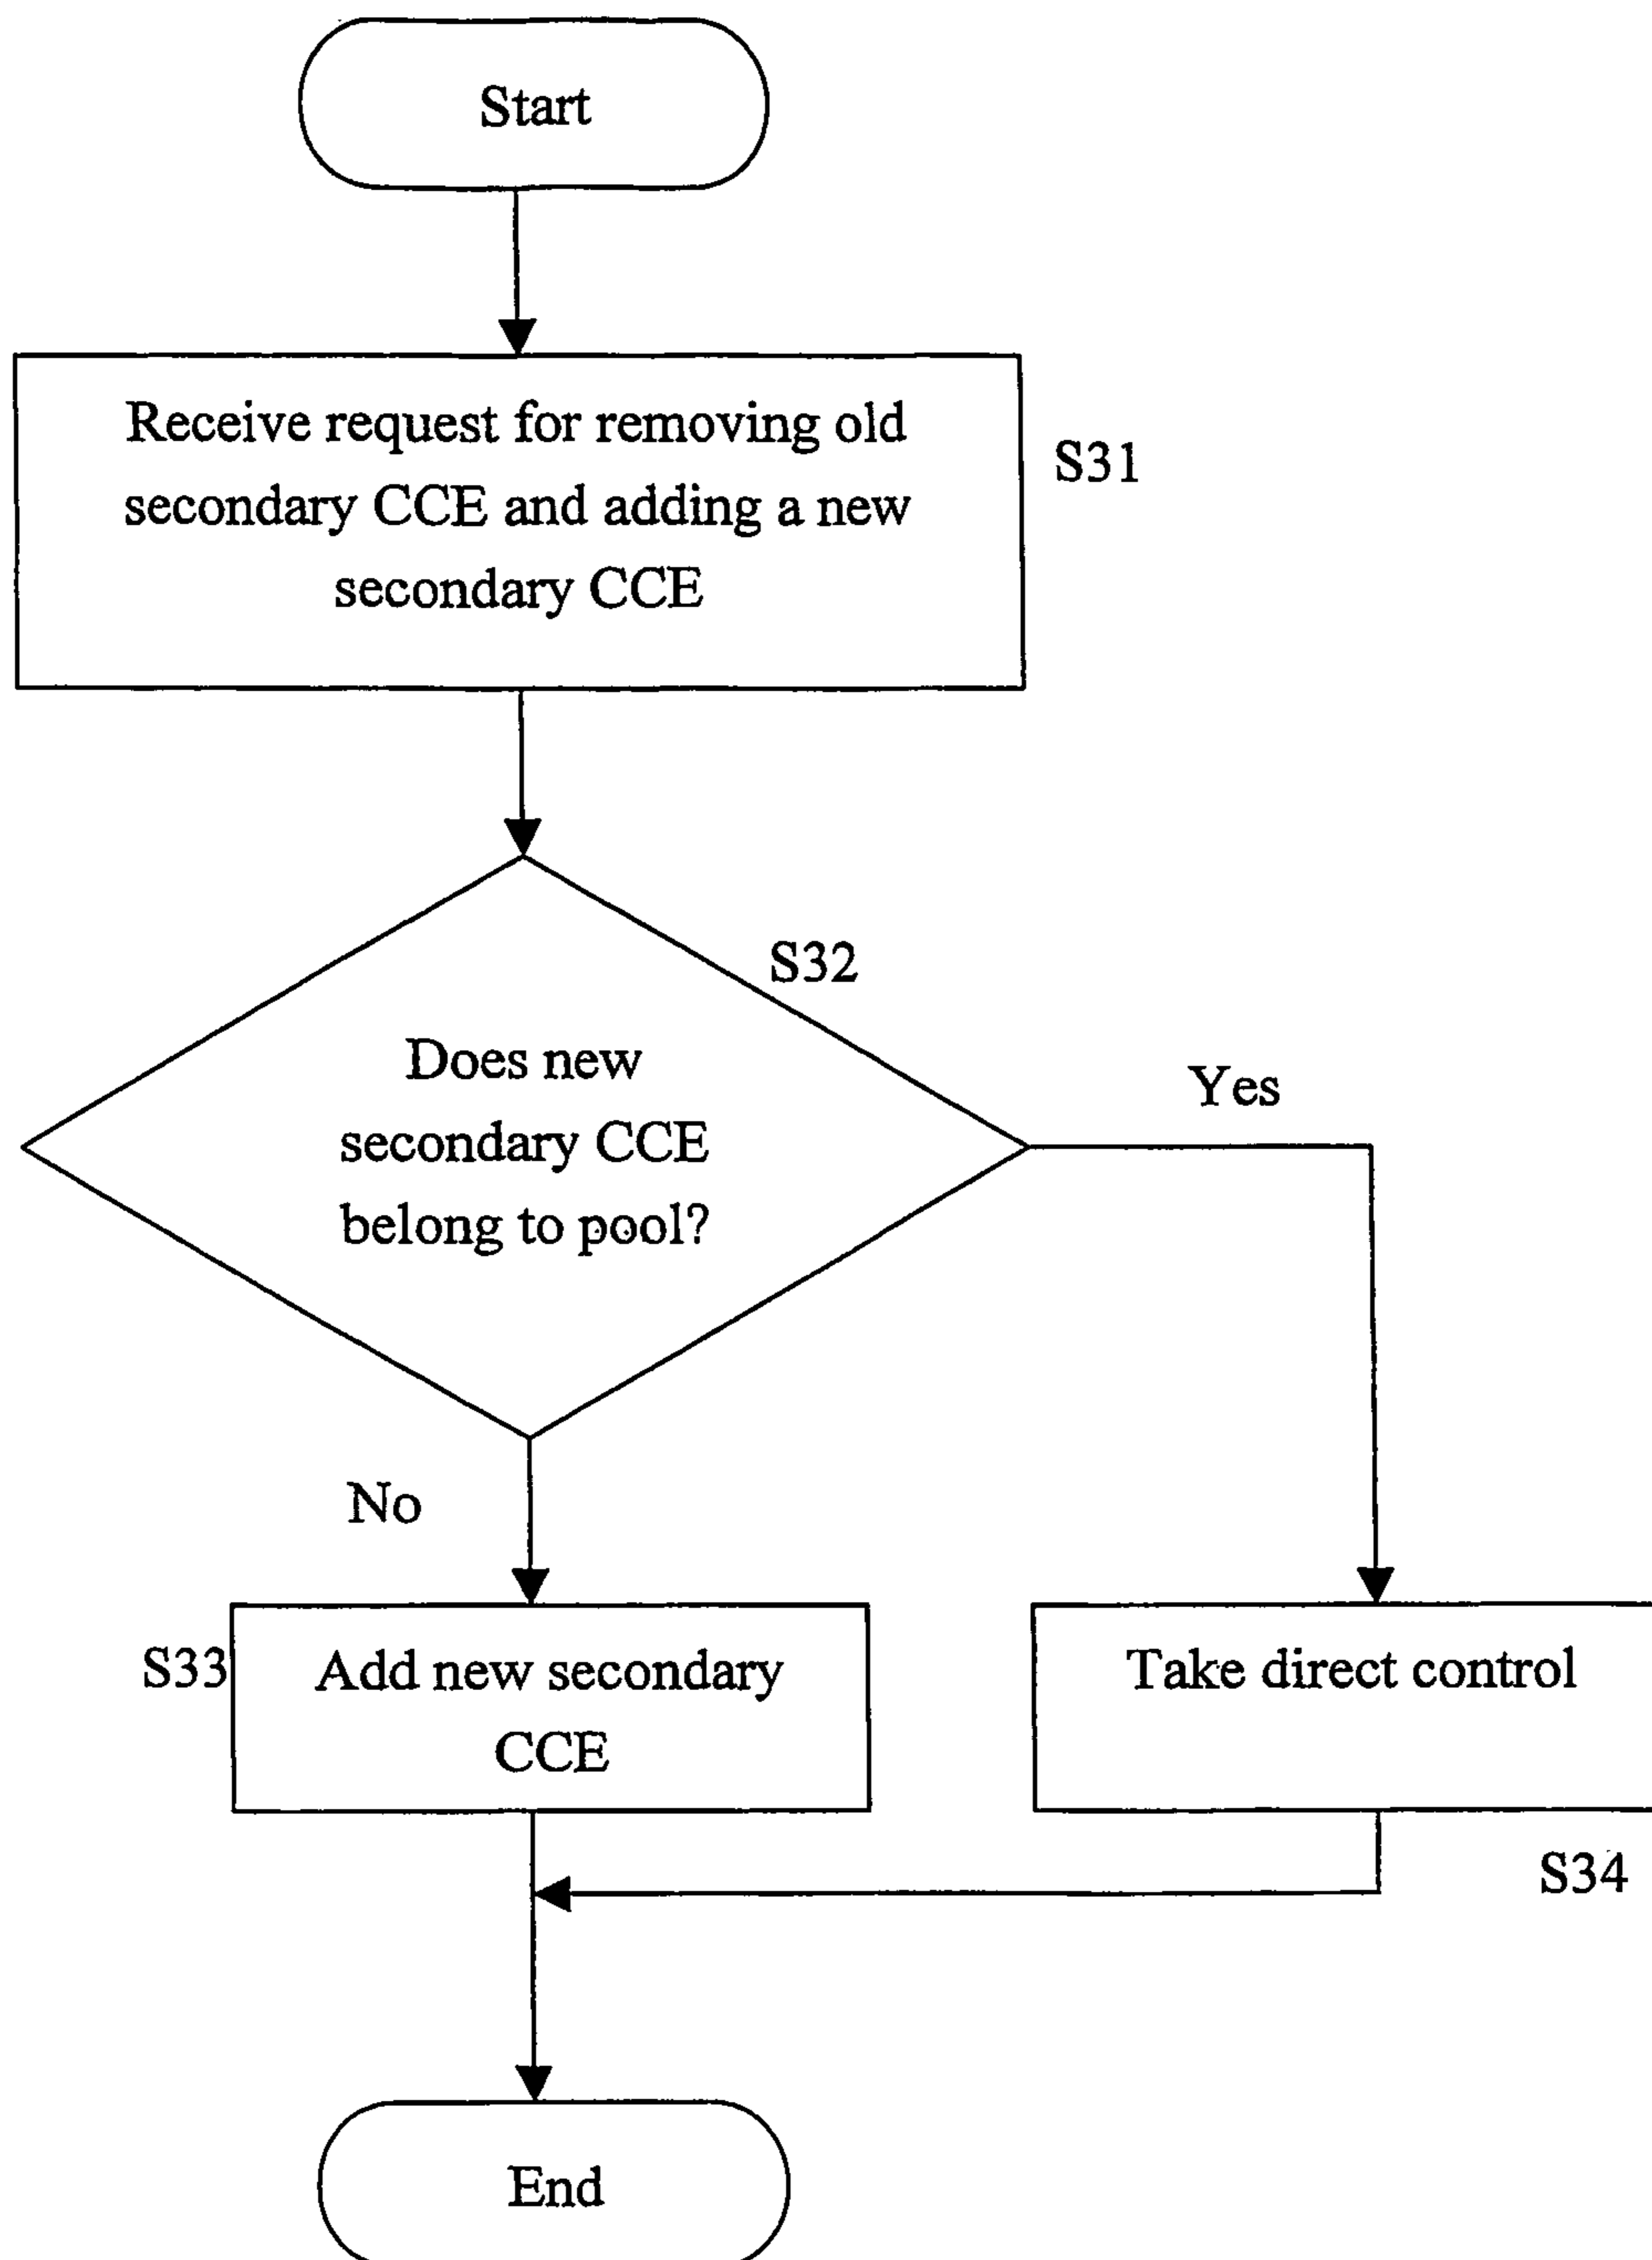 Start
Receive request for removing old
secondary CCE and adding a new
secondary CCE
S31
S32
Does new
secondary CCE
belong to pool?
Yes
No
S33
Add new secondary
CCE
Take direct control
S34
End